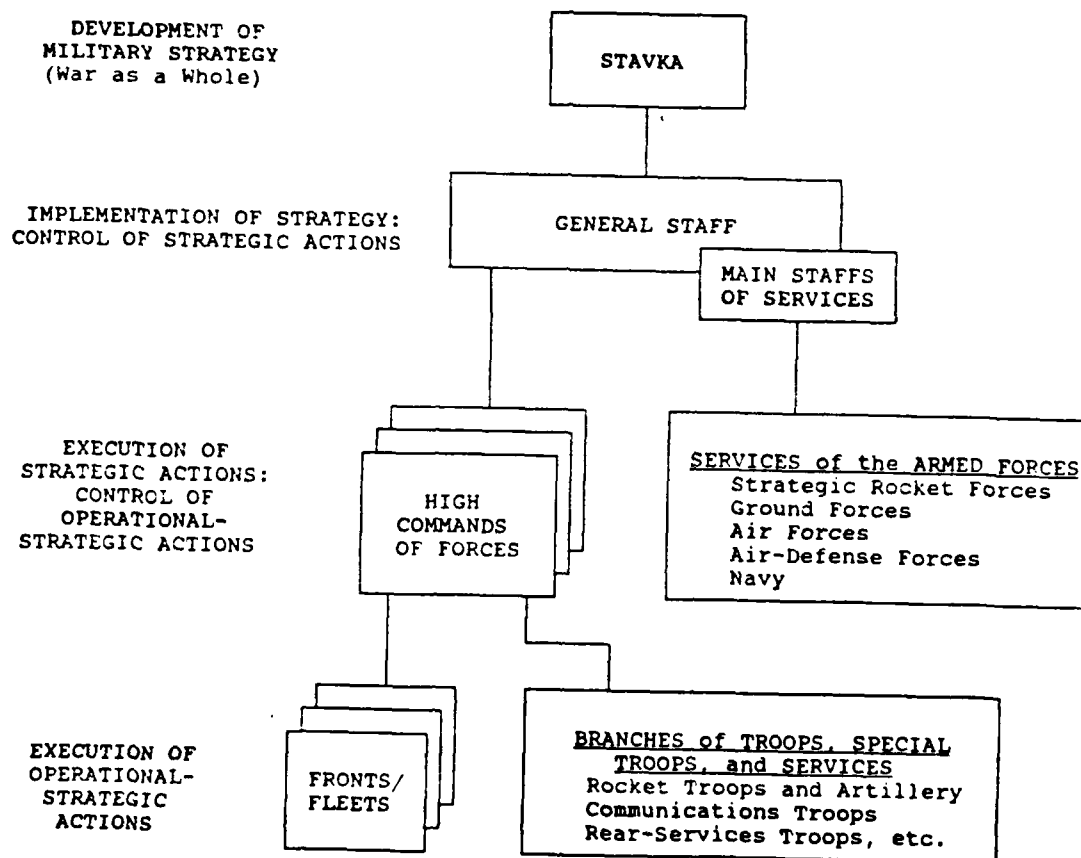 DEVELOPMENT OF
MILITARY STRATEGY
(War as a Whole)
STAVKA
IMPLEMENTATION OF STRATEGY:
CONTROL OF STRATEGIC ACTIONS
GENERAL STAFF
MAIN STAFFS
OF SERVICES
EXECUTION OF
STRATEGIC ACTIONS:
CONTROL OF
OPERATIONAL-
STRATEGIC ACTIONS
HIGH
COMMANDS
OF FORCES
SERVICES of the ARMED FORCES
Strategic Rocket Forces
Ground Forces
Air Forces
Air-Defense Forces
Navy
EXECUTION OF
OPERATIONAL-
STRATEGIC
ACTIONS
FRONTS/
FLEETS
BRANCHES of TROOPS, SPECIAL
TROOPS, and SERVICES
Rocket Troops and Artillery
Communications Troops
Rear-Services Troops, etc.